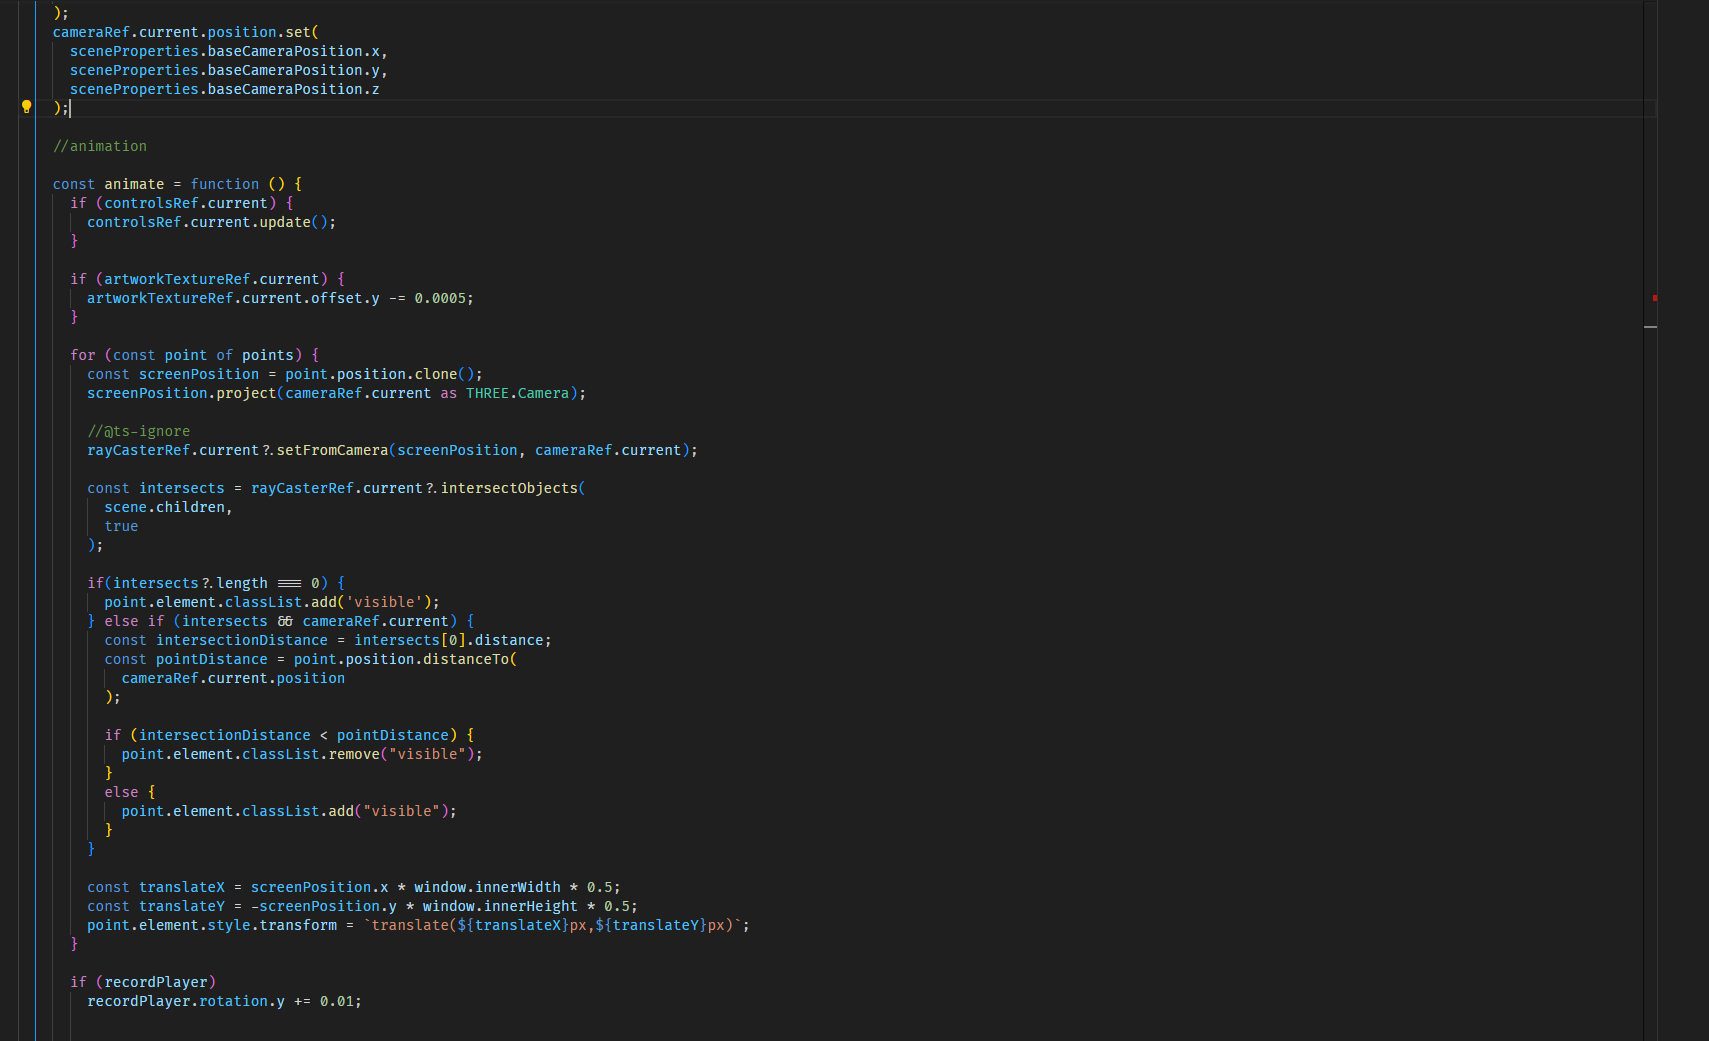 );
cameraRef.current.position.set(
sceneProperties.baseCameraPosition.x,
sceneProperties.baseCameraPosition.y,
sceneProperties.baseCameraPosition.z
);
//animation
const animate = function () {
if (controlsRef.current) {
controlsRef.current.update();
}
if (artworkTextureRef.current) {
artworkTextureRef.current.offset.y -= 0.0005;
}
for (const point of points) {
const screenPosition = point.position.clone();
screenPosition.project(cameraRef.current as THREE.Camera);
//@ts-ignore
rayCasterRef.current?.setFromCamera(screenPosition, cameraRef.current);
const intersects = rayCasterRef.current?.intersectObjects(
scene.children,
true
);
if(intersects?.length === 0) {
point.element.classList.add('visible');
} else if (intersects && cameraRef.current) {
const intersectionDistance = intersects[0].distance;
const pointDistance = point.position.distanceTo(
cameraRef.current.position
);
if (intersectionDistance < pointDistance) {
point.element.classList.remove("visible");
}
else {
point.element.classList.add("visible");
}
}
const translateX = screenPosition.x * window.innerWidth * 0.5;
const translateY = -screenPosition.y * window.innerHeight * 0.5;
point.element.style.transform = `translate(${translateX}px,${translateY}px)`;
}
if (recordPlayer)
recordPlayer.rotation.y += 0.01;